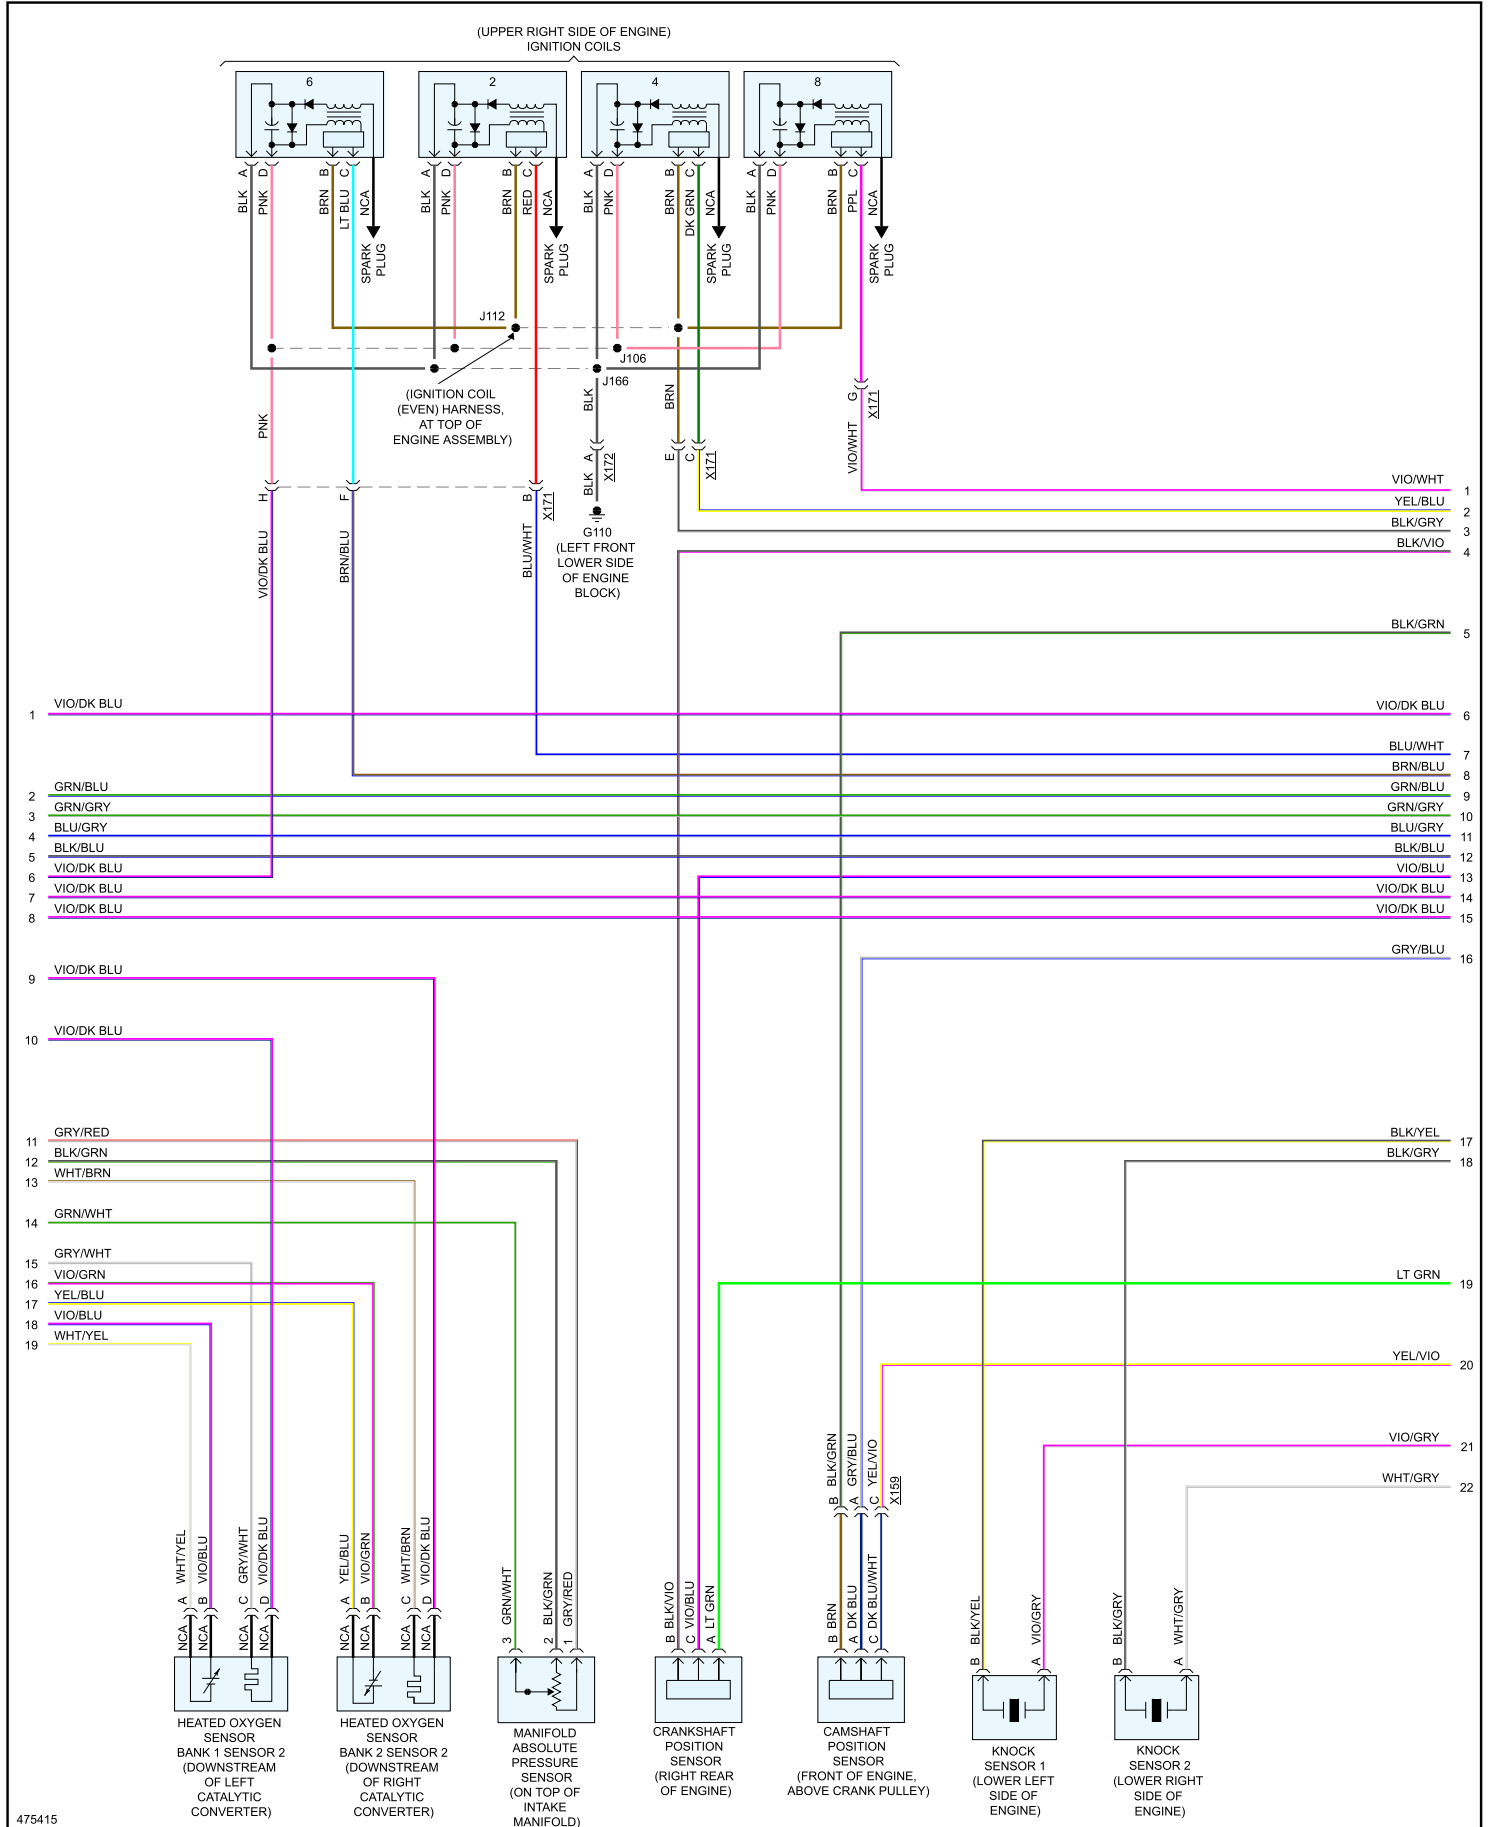 (UPPER RIGHT SIDE OF ENGINE)
IGNITION COILS
6
2
4
8
A
D
B
C
A
D
B
C
A
D
B
C
A
D
B
C
BLK
PNK
BRN
LT BLU
NCA
BLK
PNK
BRN
RED
NCA
BLK
PNK
BRN
DK GRN
NCA
BLK
PNK
BRN
PPL
NCA
SPARK
PLUG
SPARK
PLUG
SPARK
PLUG
SPARK
PLUG
J112
J106
J166
(IGNITION COIL
(EVEN) HARNESS,
AT TOP OF
ENGINE ASSEMBLY)
PNK
BLK
BRN
G
X171
VIO/WHT
A
X172
E
C
X171
BLK
H
F
B
X171
G110
(LEFT FRONT
LOWER SIDE
OF ENGINE
BLOCK)
VIO/DK BLU
BRN/BLU
BLU/WHT
VIO/WHT
1
YEL/BLU
2
BLK/GRY
3
BLK/VIO
4
BLK/GRN
5
1
VIO/DK BLU
VIO/DK BLU
6
BLU/WHT
7
BRN/BLU
8
2
GRN/BLU
GRN/BLU
9
3
GRN/GRY
GRN/GRY
10
4
BLU/GRY
BLU/GRY
11
5
BLK/BLU
BLK/BLU
12
6
VIO/DK BLU
VIO/BLU
13
7
VIO/DK BLU
VIO/DK BLU
14
8
VIO/DK BLU
VIO/DK BLU
15
GRY/BLU
16
9
VIO/DK BLU
10
VIO/DK BLU
11
GRY/RED
BLK/YEL
17
12
BLK/GRN
BLK/GRY
18
13
WHT/BRN
14
GRN/WHT
15
GRY/WHT
16
VIO/GRN
LT GRN
19
17
YEL/BLU
18
VIO/BLU
19
WHT/YEL
YEL/VIO
20
VIO/GRY
21
WHT/GRY
22
B
BLK/GRN
A
GRY/BLU
C
YEL/VIO
X159
A
WHT/YEL
B
VIO/BLU
C
GRY/WHT
D
VIO/DK BLU
A
YEL/BLU
B
VIO/GRN
C
WHT/BRN
D
VIO/DK BLU
3
GRN/WHT
2
BLK/GRN
1
GRY/RED
B
BLK/VIO
C
VIO/BLU
A
LT GRN
B
BRN
A
DK BLU
C
DK BLU/WHT
B
BLK/YEL
A
VIO/GRY
B
BLK/GRY
A
WHT/GRY
NCA
NCA
NCA
NCA
NCA
NCA
NCA
NCA
HEATED OXYGEN
SENSOR
BANK 1 SENSOR 2
(DOWNSTREAM
OF LEFT
CATALYTIC
CONVERTER)
HEATED OXYGEN
SENSOR
BANK 2 SENSOR 2
(DOWNSTREAM
OF RIGHT
CATALYTIC
CONVERTER)
MANIFOLD
ABSOLUTE
PRESSURE
SENSOR
(ON TOP OF
INTAKE
MANIFOLD)
CRANKSHAFT
POSITION
SENSOR
(RIGHT REAR
OF ENGINE)
CAMSHAFT
POSITION
SENSOR
(FRONT OF ENGINE,
ABOVE CRANK PULLEY)
KNOCK
SENSOR 1
(LOWER LEFT
SIDE OF
ENGINE)
KNOCK
SENSOR 2
(LOWER RIGHT
SIDE OF
ENGINE)
475415